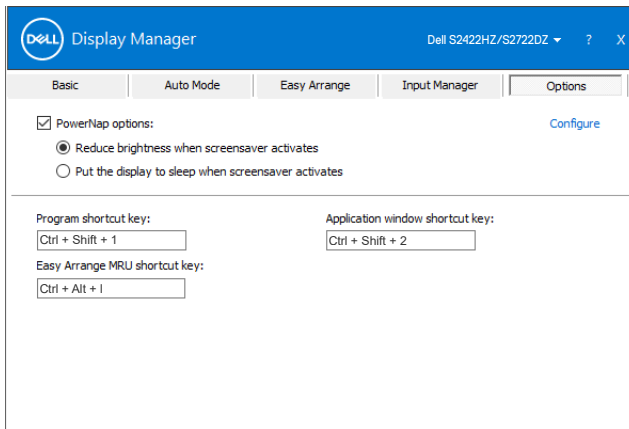 DELL Display Manager Dell S2422HZ/S2722DZ ? X
Basic Auto Mode Easy Arrange Input Manager Options
PowerNap options: Configure
Reduce brightness when screensaver activates
Put the display to sleep when screensaver activates
Program shortcut key: Application window shortcut key:
Ctrl + Shift + 1 Ctrl + Shift + 2
Easy Arrange MRU shortcut key:
Ctrl + Alt + l